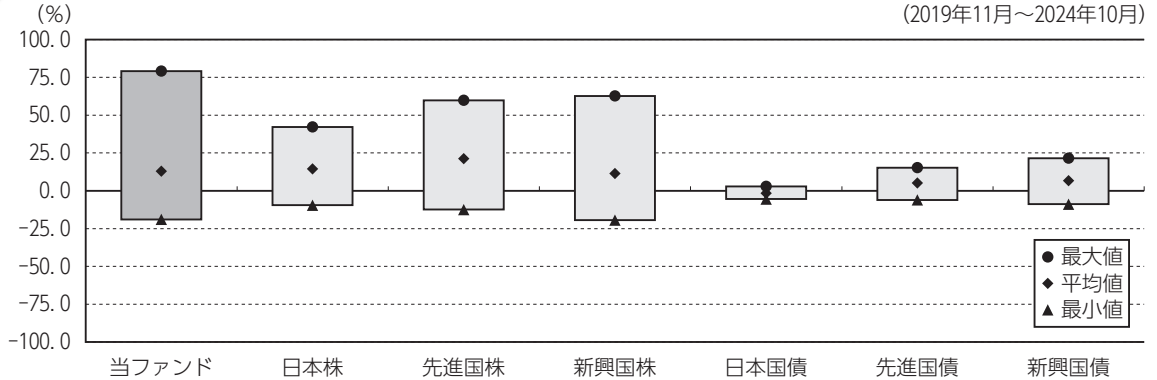 (%)
(2019年11月～2024年10月)
100.0
75.0
50.0
25.0
0.0
-25.0
-50.0
-75.0
-100.0
● 最大値
◆ 平均値
▲ 最小値
当ファンド 日本株 先進国株 新興国株 日本国債 先進国債 新興国債